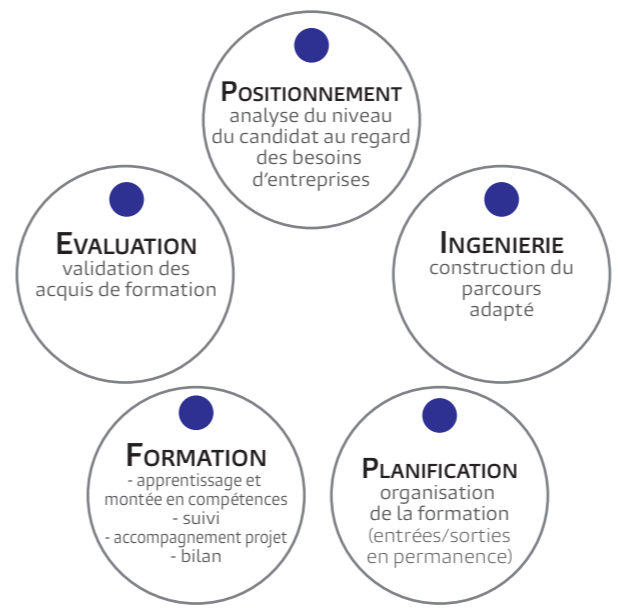 POSITIONNEMENT
analyse du niveau
du candidat au regard
des besoins
d'entreprises
EVALUATION
validation des
acquis de formation
INGENIERIE
construction du
parcours
adapté
FORMATION
- apprentissage et
montée en compétences
- suivi
- accompagnement projet
- bilan
PLANIFICATION
organisation
de la formation
(entrées/sorties
en permanence)